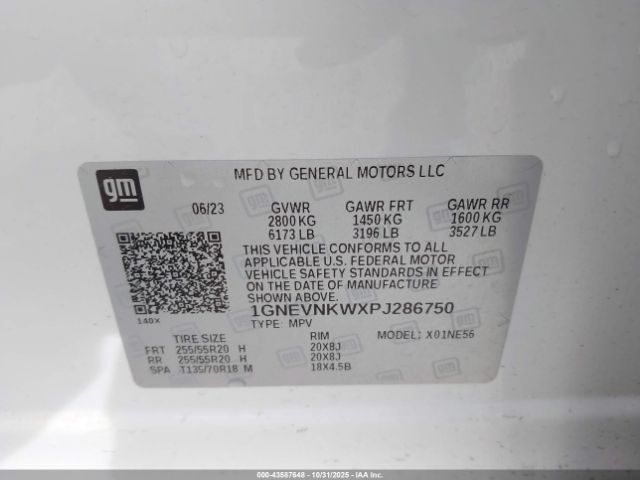 gm
MFD BY GENERAL MOTORS LLC
06/23 GVWR GAWR FRT GAWR RR
2800 KG 1450 KG 1600 KG
6173 LB 3196 LB 3527 LB
THIS VEHICLE CONFORMS TO ALL
APPLICABLE U.S. FEDERAL MOTOR
VEHICLE SAFETY STANDARDS IN EFFECT
ON THE DATE OF MANUFACTURE
SHOWN ABOVE.
140X
1GNEVNKWXPJ286750
TYPE: MPV MODEL: X01NE56
TIRE SIZE RIM
FRT 255/55R20 H 20X8J
RR 255/55R20 H 20X8J
SPA T135/70R18 M 18X4.5B
000-43587648 - 10/31/2025 - IAAI.COM